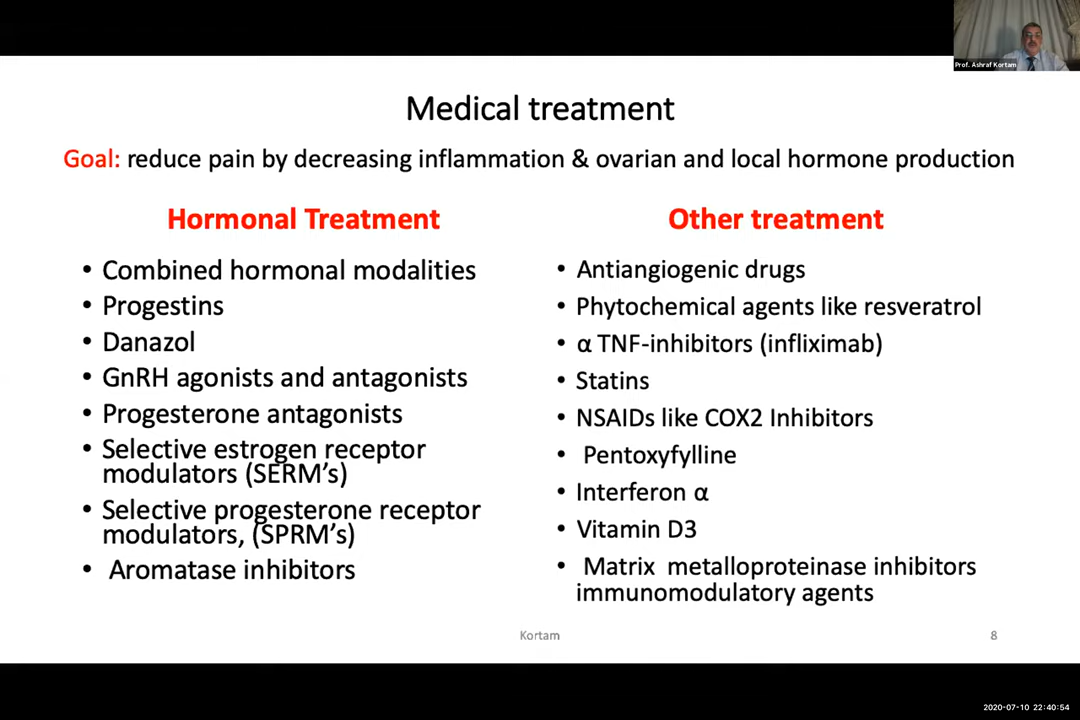 Prof. Ashraf Kortam
Medical treatment
Goal: reduce pain by decreasing inflammation & ovarian and local hormone production
Hormonal Treatment
• Combined hormonal modalities
• Progestins
• Danazol
• GnRH agonists and antagonists
• Progesterone antagonists
• Selective estrogen receptor
modulators (SERM’s)
• Selective progesterone receptor
modulators, (SPRM’s)
• Aromatase inhibitors
Other treatment
• Antiangiogenic drugs
• Phytochemical agents like resveratrol
• α TNF-inhibitors (infliximab)
• Statins
• NSAIDs like COX2 Inhibitors
• Pentoxyfylline
• Interferon α
• Vitamin D3
• Matrix metalloproteinase inhibitors
immunomodulatory agents
Kortam
8
2020-07-10 22:40:54